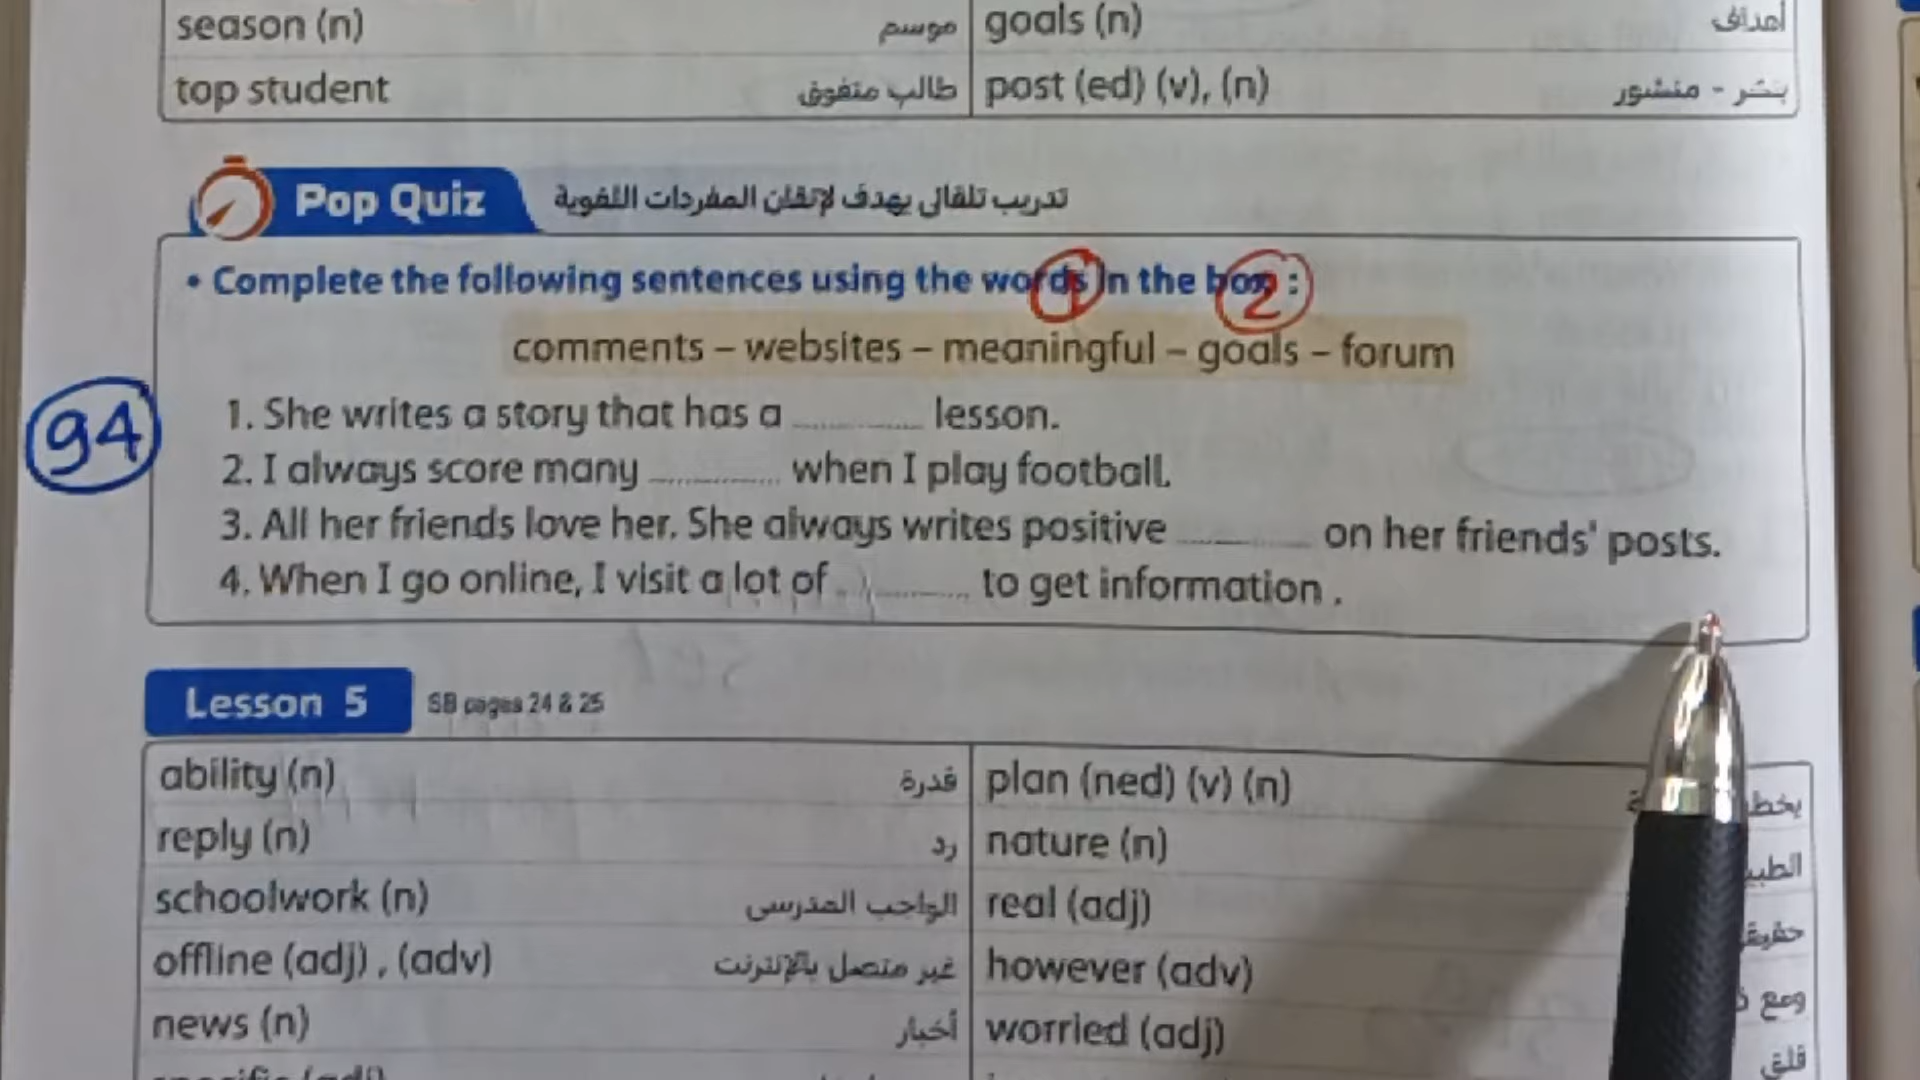 season (n) موسم goals (n) أهداف
top student طالب متفوق post (ed) (v), (n) ينشر - منشور
Pop Quiz تدريب تلقائى يهدف لإتقان المفردات اللغوية
• Complete the following sentences using the words in the box :
1 2
comments – websites – meaningful – goals – forum
94
1. She writes a story that has a ............ lesson.
2. I always score many ............ when I play football.
3. All her friends love her. She always writes positive ............ on her friends' posts.
4. When I go online, I visit a lot of ............ to get information .
Lesson 5 SB pages 24 & 25
ability (n) قدرة plan (ned) (v) (n)
reply (n) رد nature (n)
schoolwork (n) الواجب المدرسى real (adj)
offline (adj) , (adv) غير متصل بالإنترنت however (adv) ومع
news (n) أخبار worried (adj) قلق